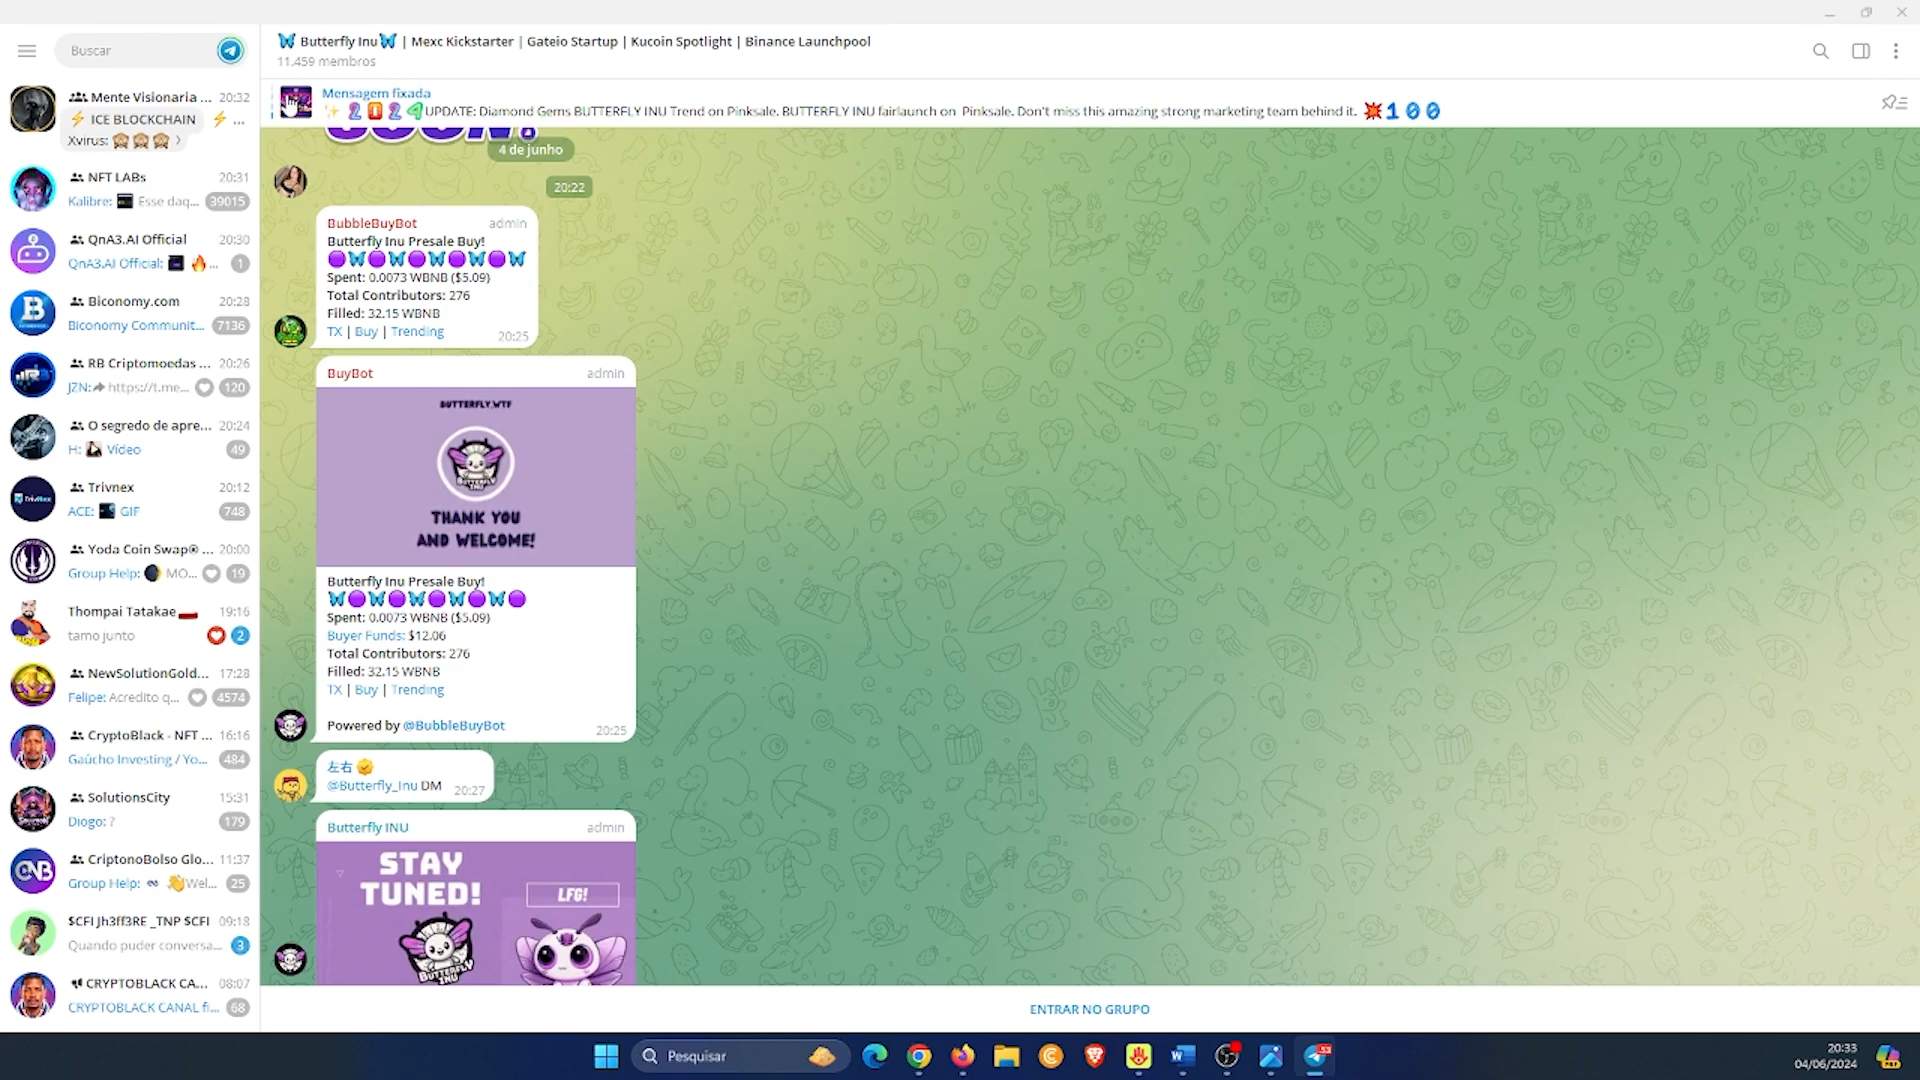 Buscar
Mente Visionaria ... 20:32
⚡ ICE BLOCKCHAIN ⚡ ...
Xvirus: 🙈🙈🙈 >
NFT LABs 20:31
Kalibre: Esse daq... 39015
QnA3.AI Official 20:30
QnA3.AI Official: 🔥... 1
Biconomy.com 20:28
Biconomy Communit... 7136
RB Criptomoedas ... 20:26
JZN: https://t.me... 120
O segredo de apre... 20:24
H: Vídeo 49
Trivnex 20:12
ACE: GIF 748
Yoda Coin Swap® ... 20:00
Group Help: 🌒 MO... 19
Thompai Tatakae 19:16
tamo junto 2
NewSolutionGold... 17:28
Felipe: Acredito q... 4574
CryptoBlack - NFT ... 16:16
Gaúcho Investing / Yo... 484
SolutionsCity 15:31
Diogo: ? 179
CriptonoBolso Glo... 11:37
Group Help: ∞ 👋Wel... 25
$CFI Jh3ff3RE _TNP $CFI 09:18
Quando puder conversa... 3
CRYPTOBLACK CA... 08:07
CRYPTOBLACK CANAL fi... 68
🦋 Butterfly Inu🦋 | Mexc Kickstarter | Gateio Startup | Kucoin Spotlight | Binance Launchpool
11.459 membros
Mensagem fixada
✨ 2024UPDATE: Diamond Gems BUTTERFLY INU Trend on Pinksale. BUTTERFLY INU fairlaunch on Pinksale. Don't miss this amazing strong marketing team behind it. 💥100
4 de junho
20:22
BubbleBuyBot admin
Butterfly Inu Presale Buy!
🟣🦋🟣🦋🟣🦋🟣🦋🟣🦋
Spent: 0.0073 WBNB ($5.09)
Total Contributors: 276
Filled: 32.15 WBNB
TX | Buy | Trending 20:25
BuyBot admin
BUTTERFLY.WTF
BUTTERFLY INU
THANK YOU
AND WELCOME!
Butterfly Inu Presale Buy!
🦋🟣🦋🟣🦋🟣🦋🟣🦋🟣
Spent: 0.0073 WBNB ($5.09)
Buyer Funds: $12.06
Total Contributors: 276
Filled: 32.15 WBNB
TX | Buy | Trending
Powered by @BubbleBuyBot 20:25
左右
@Butterfly_Inu DM 20:27
Butterfly INU admin
STAY
TUNED!
LFG!
BUTTERFLY
INU
ENTRAR NO GRUPO
Pesquisar
20:33
04/06/2024